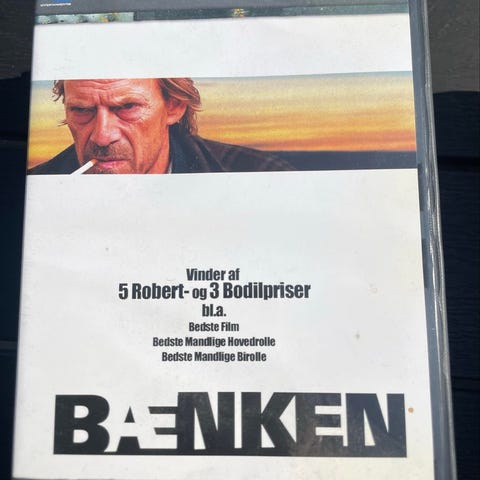 Vinder af
5 Robert- og 3 Bodilpriser
bl.a.
Bedste Film
Bedste Mandlige Hovedrolle
Bedste Mandlige Birolle
BÆNKEN